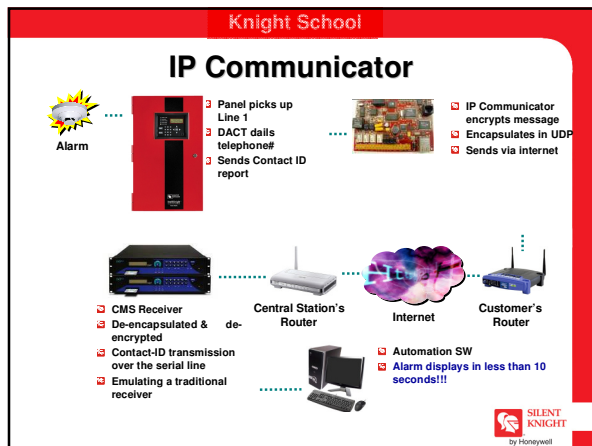 Knight School
IP Communicator
Alarm
Panel picks up
Line 1
DACT dails
telephone#
Sends Contact ID
report
IP Communicator
encrypts message
Encapsulates in UDP
Sends via internet
CMS Receiver
De-encapsulated & de-
encrypted
Contact-ID transmission
over the serial line
Emulating a traditional
receiver
Central Station's
Router
Internet
Customer's
Router
Automation SW
Alarm displays in less than 10
seconds!!!
SILENT
KNIGHT
by Honeywell